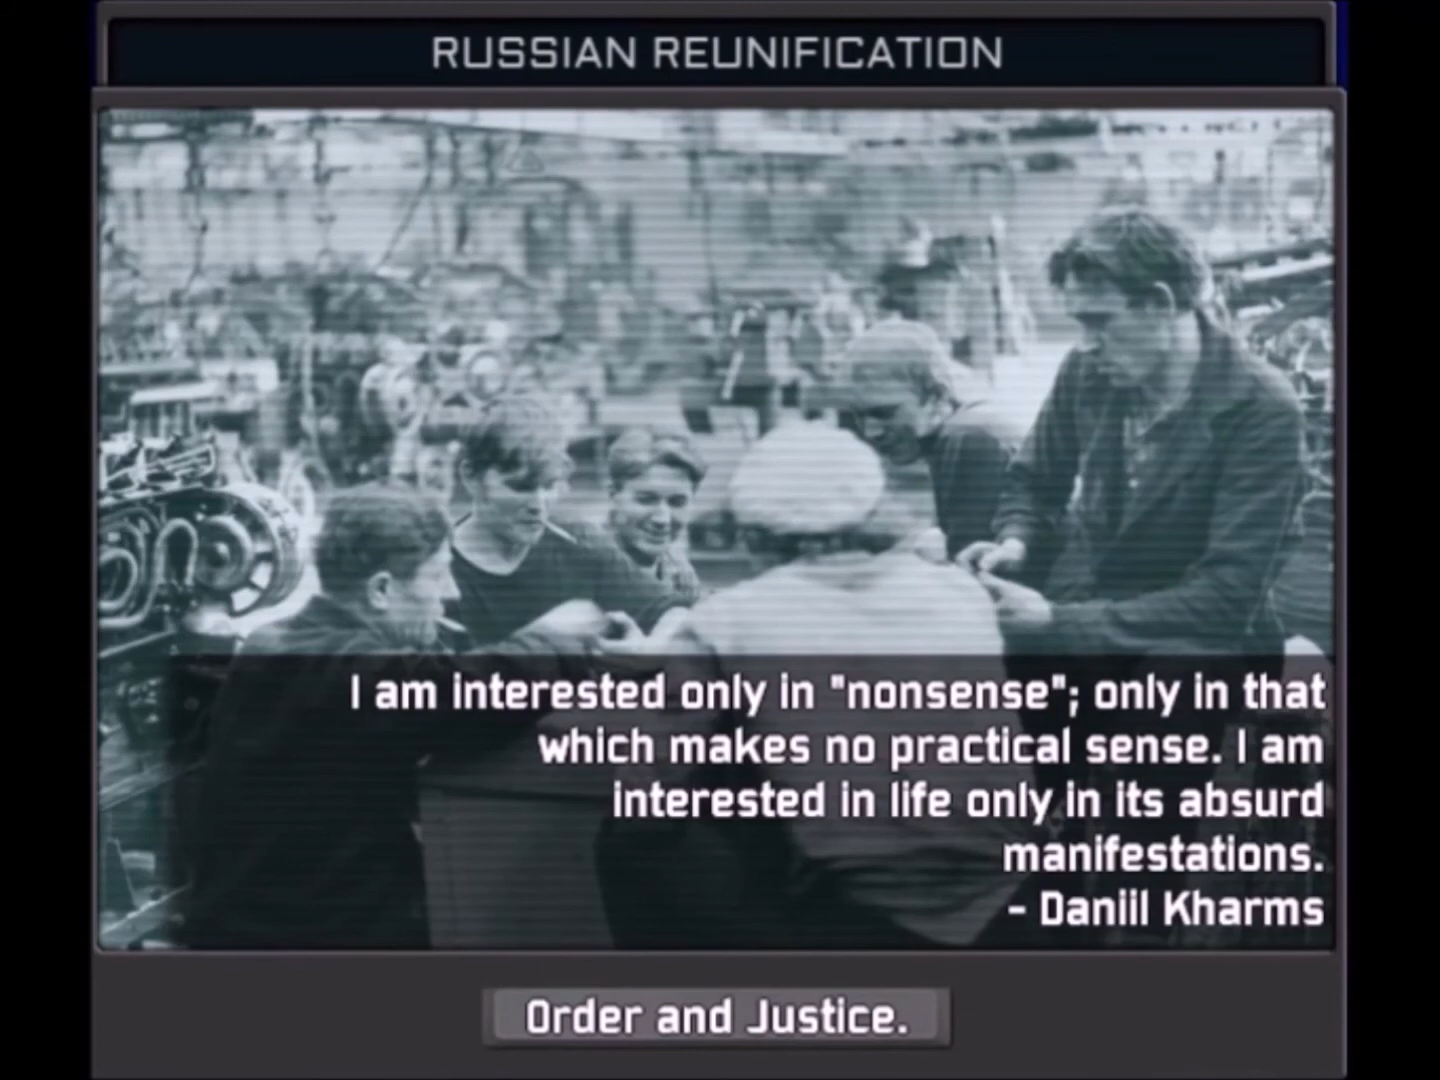 RUSSIAN REUNIFICATION
I am interested only in "nonsense"; only in that
which makes no practical sense. I am
interested in life only in its absurd
manifestations.
- Daniil Kharms
Order and Justice.